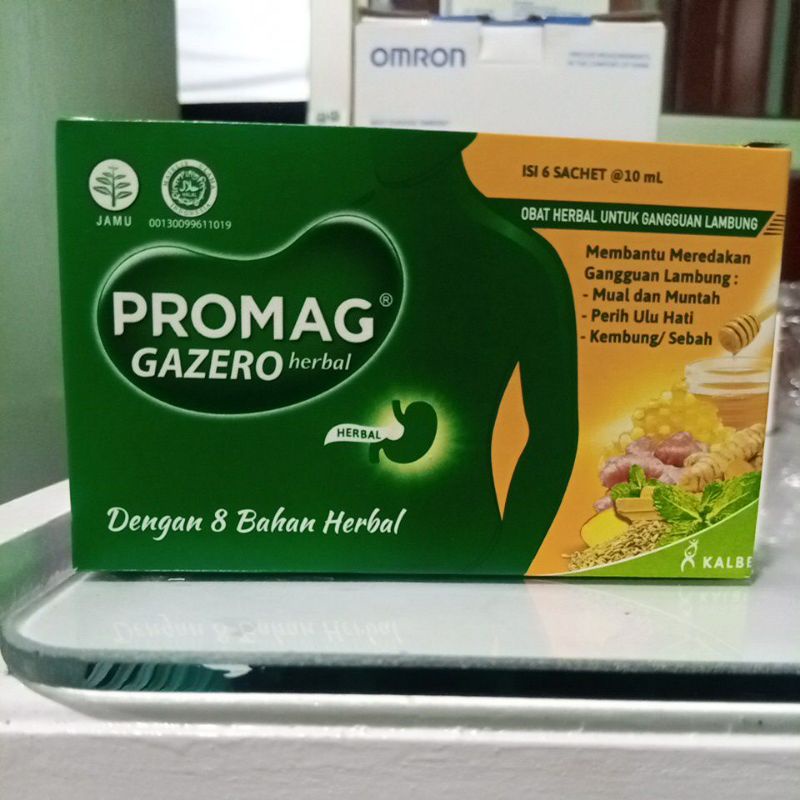 OMRON
ISI 6 SACHET @10 mL
JAMU
HALAL
00130099611019
OBAT HERBAL UNTUK GANGGUAN LAMBUNG
Membantu Meredakan
Gangguan Lambung :
- Mual dan Muntah
- Perih Ulu Hati
- Kembung/ Sebah
PROMAG®
GAZERO herbal
HERBAL
Dengan 8 Bahan Herbal
KALBE